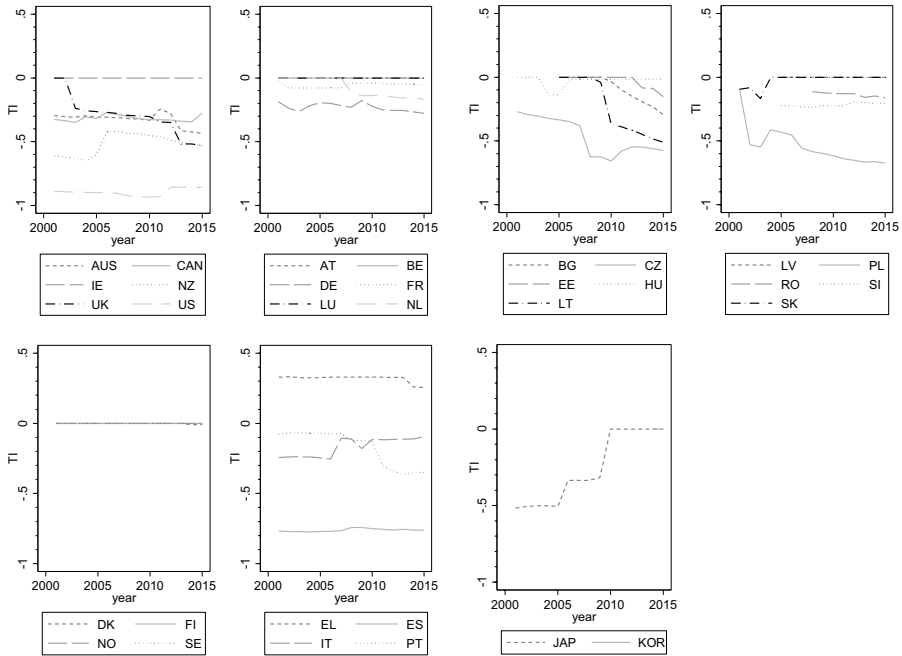 .5
0
-.5
-1
TI
2000 2005 2010 2015
year
AUS CAN
IE NZ
UK US
.5
0
-.5
-1
TI
2000 2005 2010 2015
year
AT BE
DE FR
LU NL
.5
0
-.5
-1
TI
2000 2005 2010 2015
year
BG CZ
EE HU
LT
.5
0
-.5
-1
TI
2000 2005 2010 2015
year
LV PL
RO SI
SK
.5
0
-.5
-1
TI
2000 2005 2010 2015
year
DK FI
NO SE
.5
0
-.5
-1
TI
2000 2005 2010 2015
year
EL ES
IT PT
.5
0
-.5
-1
TI
2000 2005 2010 2015
year
JAP KOR